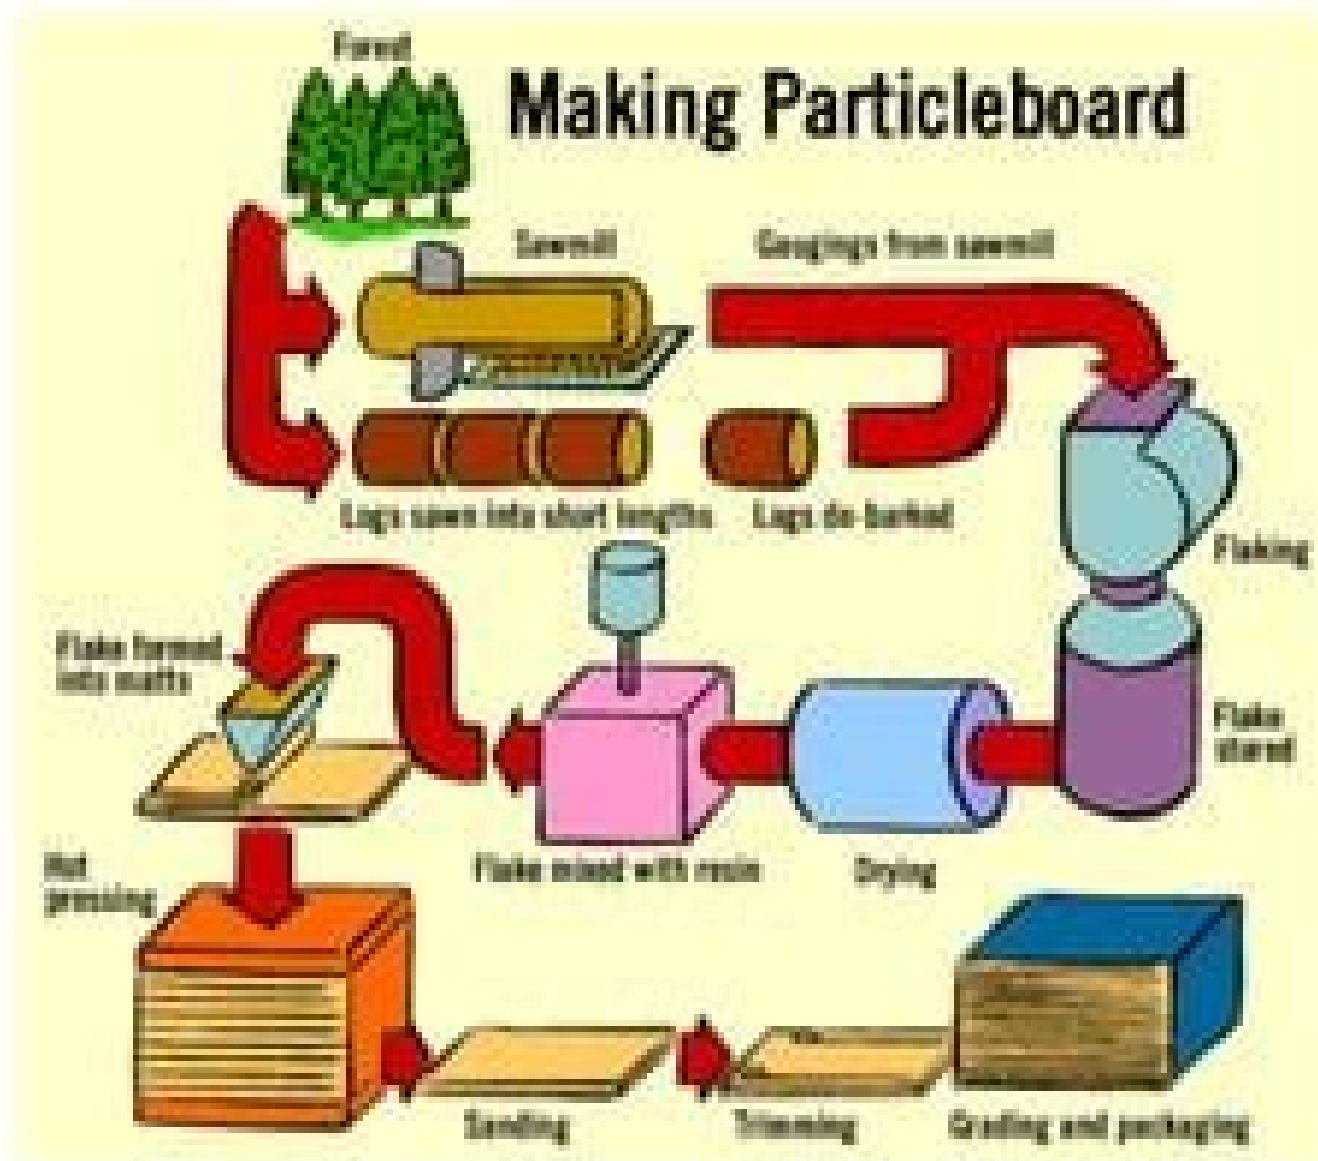 Forest
Making Particleboard
Sawmill
Gaugings from sawmill
Logs sawn into short lengths
Logs de-barked
Flaking
Flake formed
into matts
Flake
stored
Flake mixed with resin
Drying
Hot
pressing
Sanding
Trimming
Grading and packaging